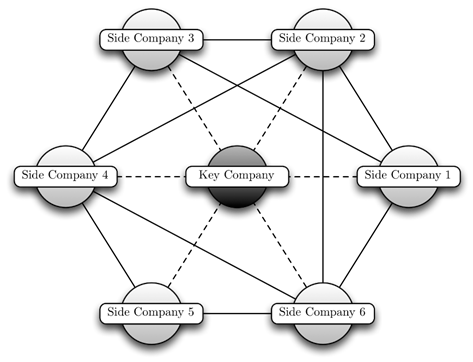 Side Company 3
Side Company 2
Side Company 4
Key Company
Side Company 1
Side Company 5
Side Company 6